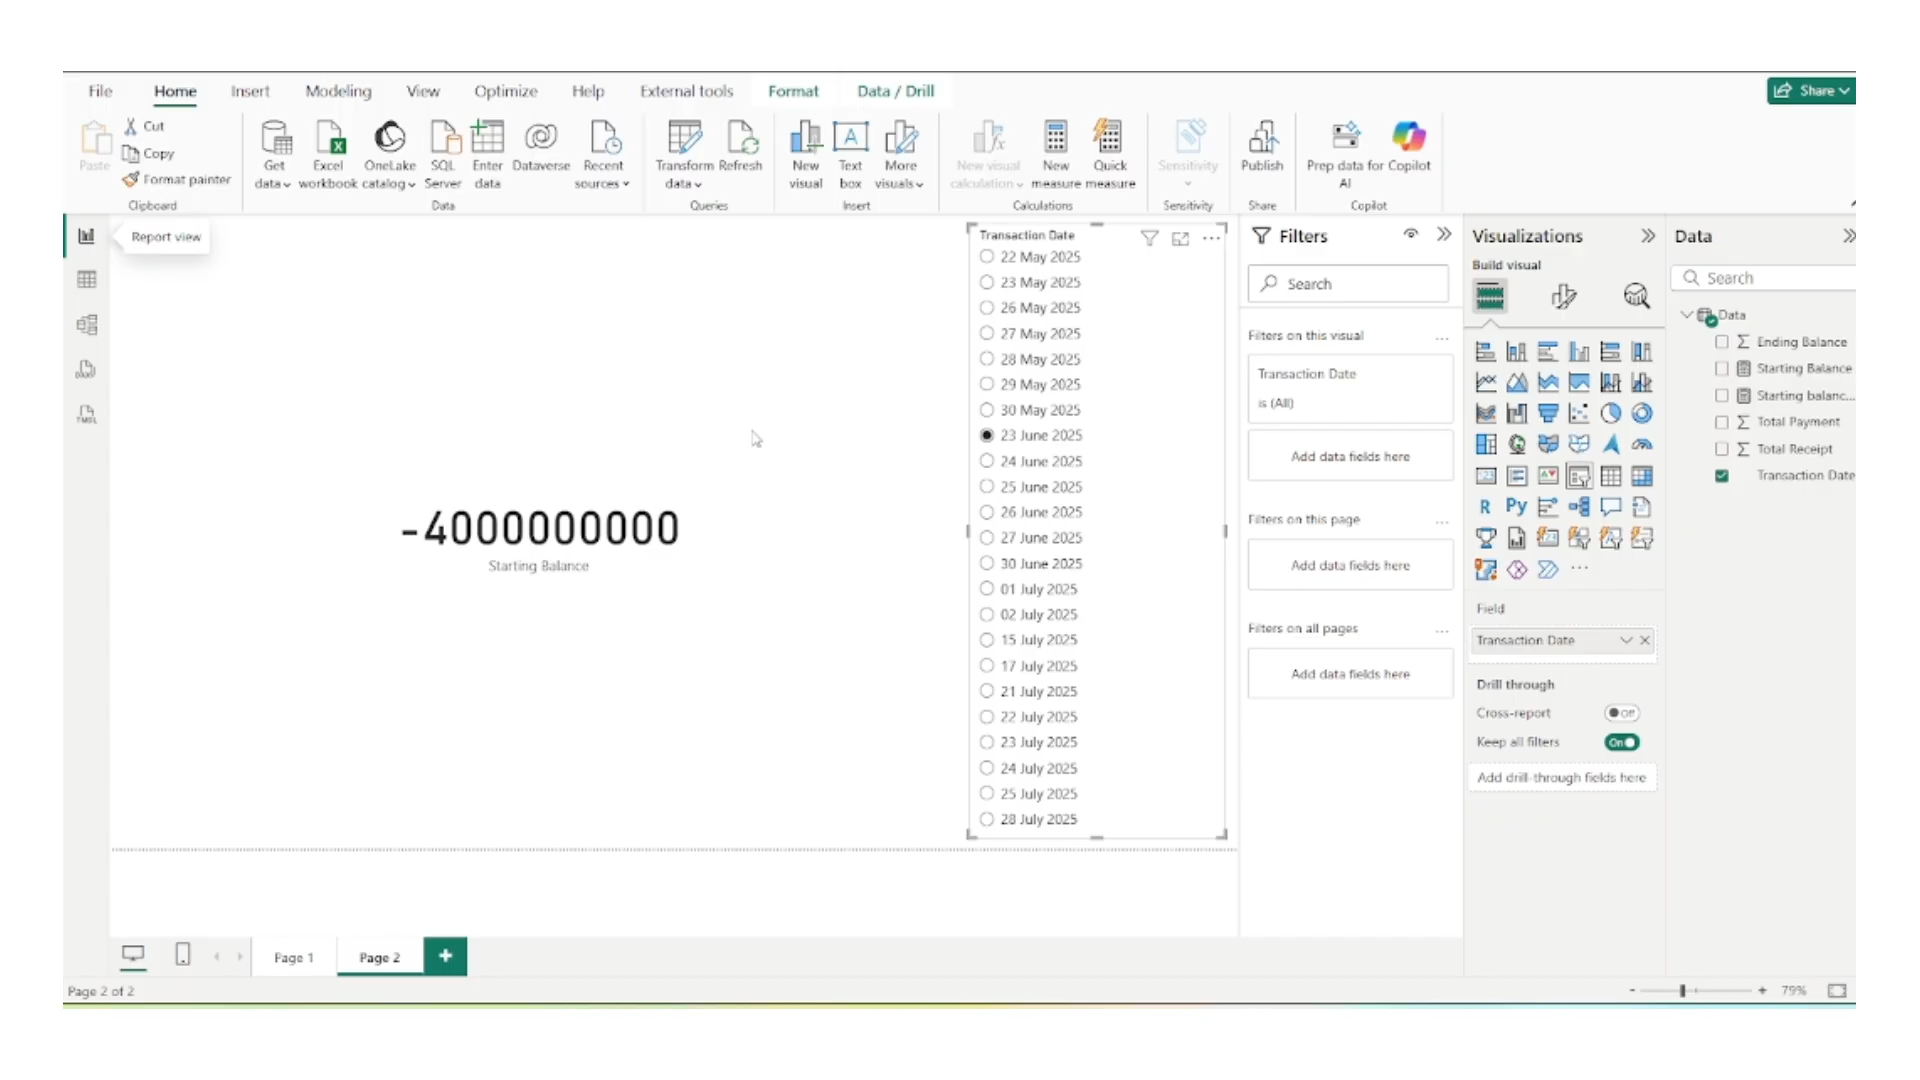 File Home Insert Modeling View Optimize Help External tools Format Data / Drill Share
Paste
Cut
Copy
Format painter
Clipboard
Get data
Excel workbook
OneLake catalog
SQL Server
Enter data
Dataverse
Recent sources
Data
Transform data
Refresh
Queries
New visual
Text box
More visuals
Insert
New visual calculation
New measure
Quick measure
Calculations
Sensitivity
Sensitivity
Publish
Share
Prep data for AI
Copilot
Copilot
Report view
-4000000000
Starting Balance
Transaction Date
22 May 2025
23 May 2025
26 May 2025
27 May 2025
28 May 2025
29 May 2025
30 May 2025
23 June 2025
24 June 2025
25 June 2025
26 June 2025
27 June 2025
30 June 2025
01 July 2025
02 July 2025
15 July 2025
17 July 2025
21 July 2025
22 July 2025
23 July 2025
24 July 2025
25 July 2025
28 July 2025
Filters
Search
Filters on this visual ...
Transaction Date
is (All)
Add data fields here
Filters on this page ...
Add data fields here
Filters on all pages ...
Add data fields here
Visualizations
Build visual
R Py
123
...
Field
Transaction Date
Drill through
Cross-report Off
Keep all filters On
Add drill-through fields here
Data
Search
Data
Ending Balance
Starting Balance
Starting balanc...
Total Payment
Total Receipt
Transaction Date
DAX
TMDL
Page 1 Page 2 +
Page 2 of 2
- + 79%